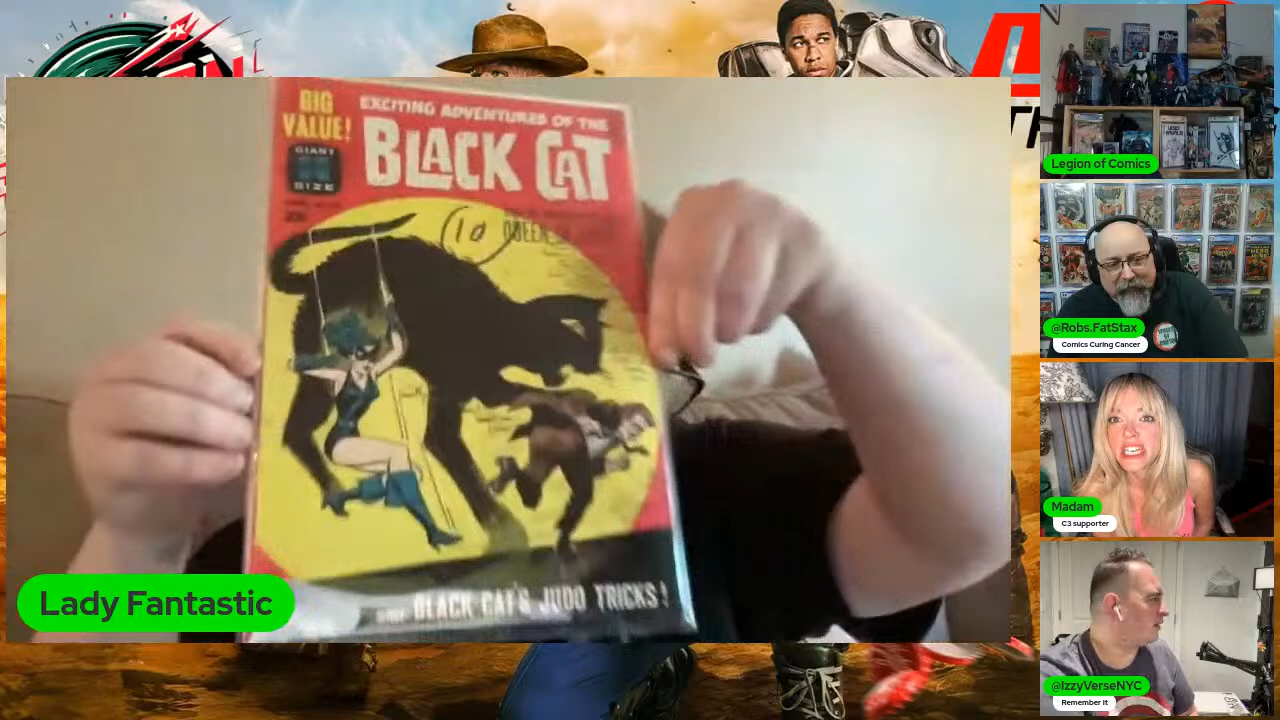 BIG
VALUE!
GIANT
SIZE
EXCITING ADVENTURES OF THE
BLACK CAT
10
BLACK CAT'S JUDO TRICKS!
Lady Fantastic
Legion of Comics
@Robs.FatStax
Comics Curing Cancer
Madam
C3 supporter
@IzzyVerseNYC
Remember It